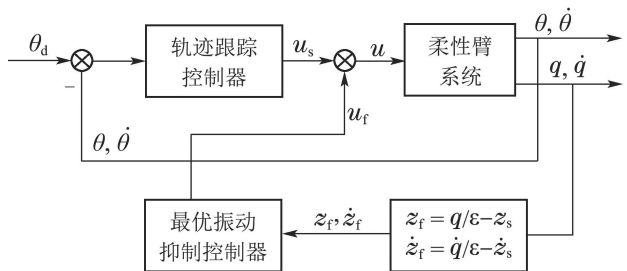 θd
轨迹跟踪
控制器
us
u
柔性臂
系统
θ, θ̇
q, q̇
−
uf
θ, θ̇
最优振动
抑制控制器
zf, żf
zf = q/ε−zs
żf = q̇/ε−żs